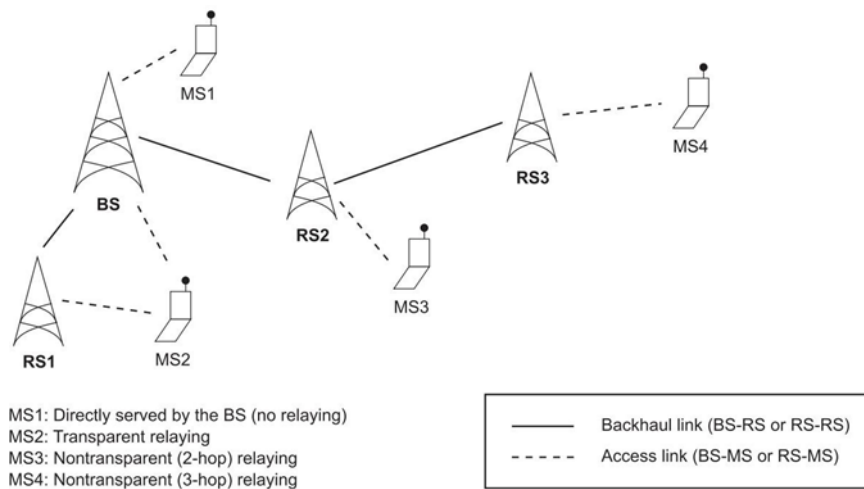 MS1
MS4
BS
RS3
RS2
MS3
RS1
MS2
MS1: Directly served by the BS (no relaying)
MS2: Transparent relaying
MS3: Nontransparent (2-hop) relaying
MS4: Nontransparent (3-hop) relaying
Backhaul link (BS-RS or RS-RS)
Access link (BS-MS or RS-MS)